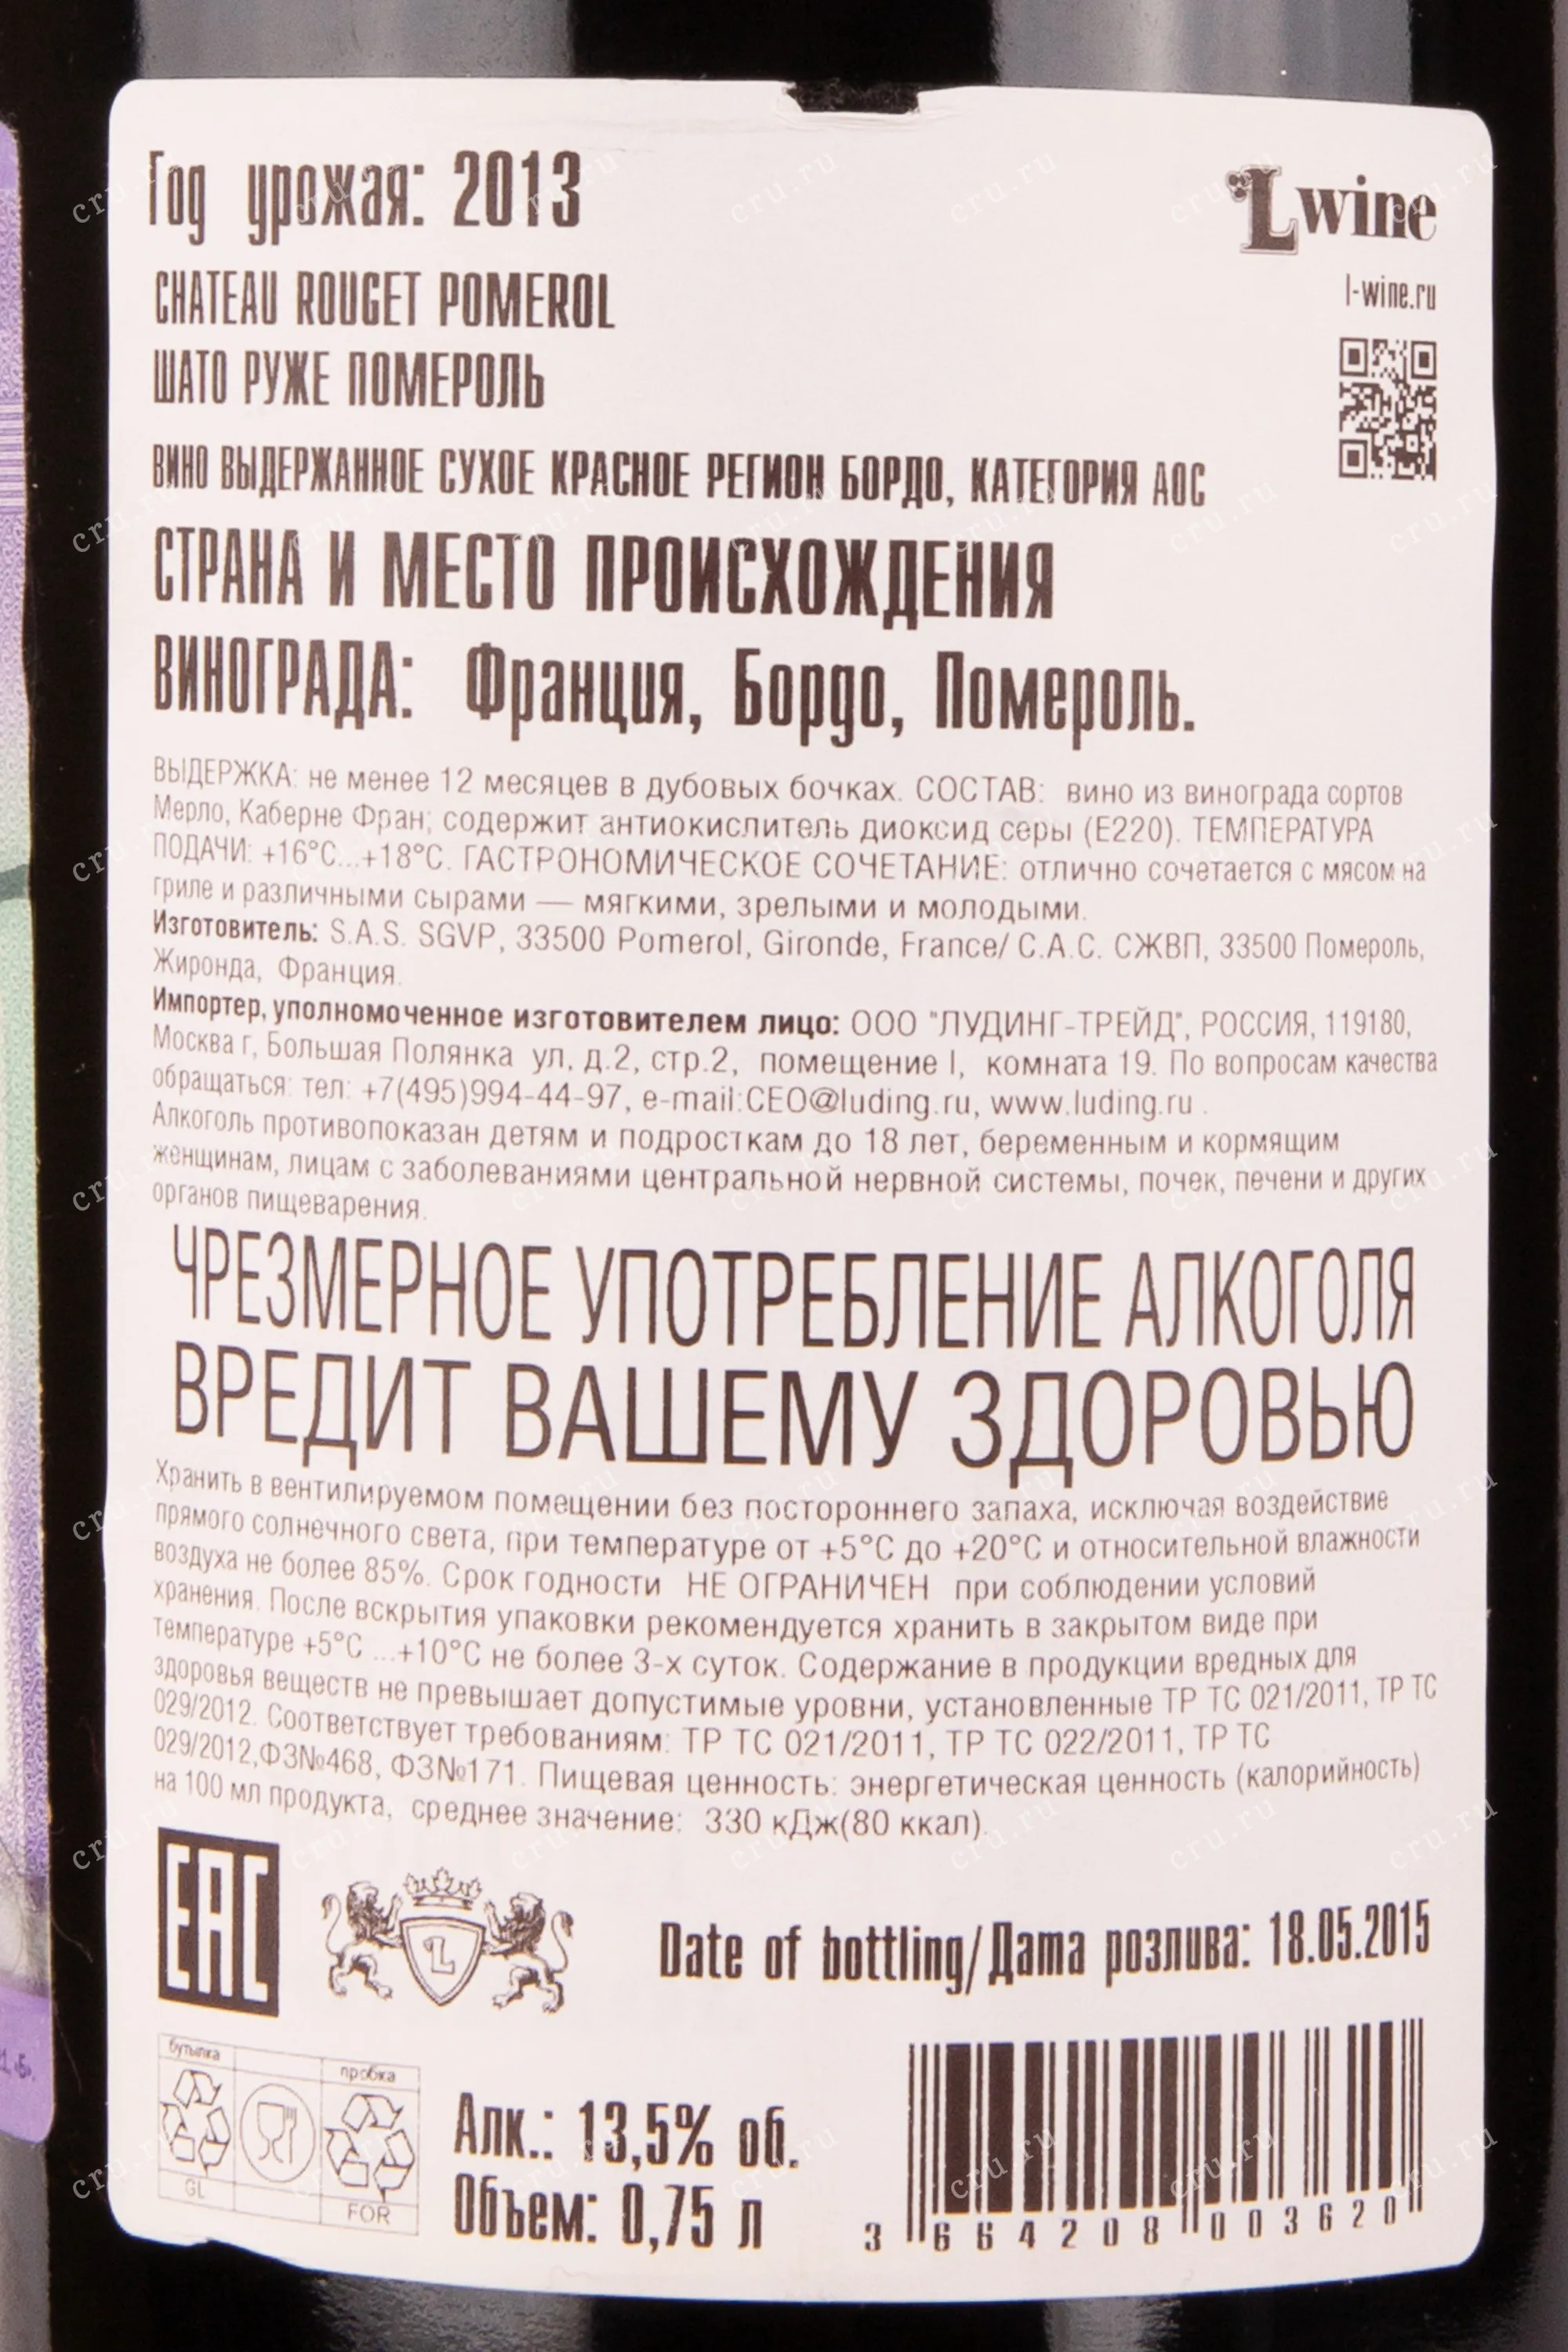 Год урожая: 2013
Lwine
l-wine.ru
CHATEAU ROUGET POMEROL
ШАТО РУЖЕ ПОМЕРОЛЬ
ВИНО ВЫДЕРЖАННОЕ СУХОЕ КРАСНОЕ РЕГИОН БОРДО, КАТЕГОРИЯ АОС
СТРАНА И МЕСТО ПРОИСХОЖДЕНИЯ
ВИНОГРАДА: Франция, Бордо, Помероль.
ВЫДЕРЖКА: не менее 12 месяцев в дубовых бочках. СОСТАВ: вино из винограда сортов
Мерло, Каберне Фран; содержит антиокислитель диоксид серы (Е220). ТЕМПЕРАТУРА
ПОДАЧИ: +16°С...+18°С. ГАСТРОНОМИЧЕСКОЕ СОЧЕТАНИЕ: отлично сочетается с мясом на
гриле и различными сырами — мягкими, зрелыми и молодыми.
Изготовитель: S.A.S. SGVP, 33500 Pomerol, Gironde, France/ С.А.С. СЖВП, 33500 Помероль,
Жиронда, Франция.
Импортер, уполномоченное изготовителем лицо: ООО "ЛУДИНГ-ТРЕЙД", РОССИЯ, 119180,
Москва г, Большая Полянка ул, д.2, стр.2, помещение I, комната 19. По вопросам качества
обращаться: тел: +7(495)994-44-97, e-mail:CEO@luding.ru, www.luding.ru .
Алкоголь противопоказан детям и подросткам до 18 лет, беременным и кормящим
женщинам, лицам с заболеваниями центральной нервной системы, почек, печени и других
органов пищеварения.
ЧРЕЗМЕРНОЕ УПОТРЕБЛЕНИЕ АЛКОГОЛЯ
ВРЕДИТ ВАШЕМУ ЗДОРОВЬЮ
Хранить в вентилируемом помещении без постороннего запаха, исключая воздействие
прямого солнечного света, при температуре от +5°С до +20°С и относительной влажности
воздуха не более 85%. Срок годности НЕ ОГРАНИЧЕН при соблюдении условий
хранения. После вскрытия упаковки рекомендуется хранить в закрытом виде при
температуре +5°С ...+10°С не более 3-х суток. Содержание в продукции вредных для
здоровья веществ не превышает допустимые уровни, установленные ТР ТС 021/2011, ТР ТС
029/2012. Соответствует требованиям: ТР ТС 021/2011, ТР ТС 022/2011, ТР ТС
029/2012,ФЗ№468, ФЗ№171. Пищевая ценность: энергетическая ценность (калорийность)
на 100 мл продукта, среднее значение: 330 кДж(80 ккал).
EAC
L
Date of bottling/Дата розлива: 18.05.2015
бутылка
пробка
GL
FOR
Алк.: 13,5% об.
Объем: 0,75 л
3 664208 003620